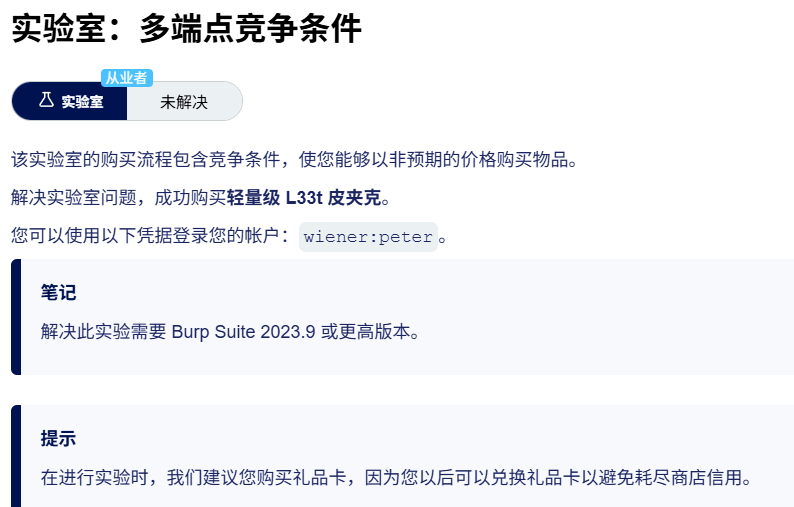 实验室：多端点竞争条件
从业者
实验室
未解决
该实验室的购买流程包含竞争条件，使您能够以非预期的价格购买物品。
解决实验室问题，成功购买轻量级 L33t 皮夹克。
您可以使用以下凭据登录您的帐户：wiener:peter。
笔记
解决此实验需要 Burp Suite 2023.9 或更高版本。
提示
在进行实验时，我们建议您购买礼品卡，因为您以后可以兑换礼品卡以避免耗尽商店信用。